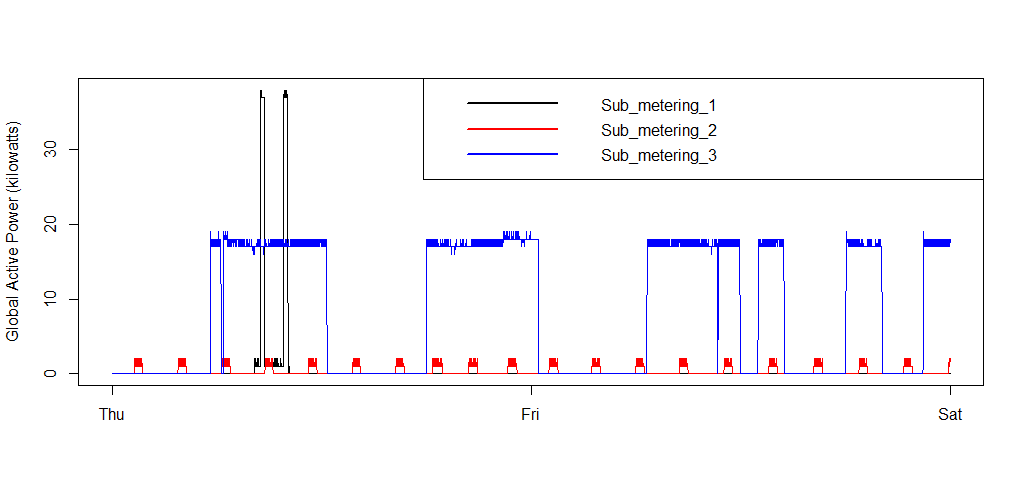 Sub_metering_1
Sub_metering_2
Sub_metering_3
Global Active Power (kilowatts)
30
20
10
0
Thu
Fri
Sat